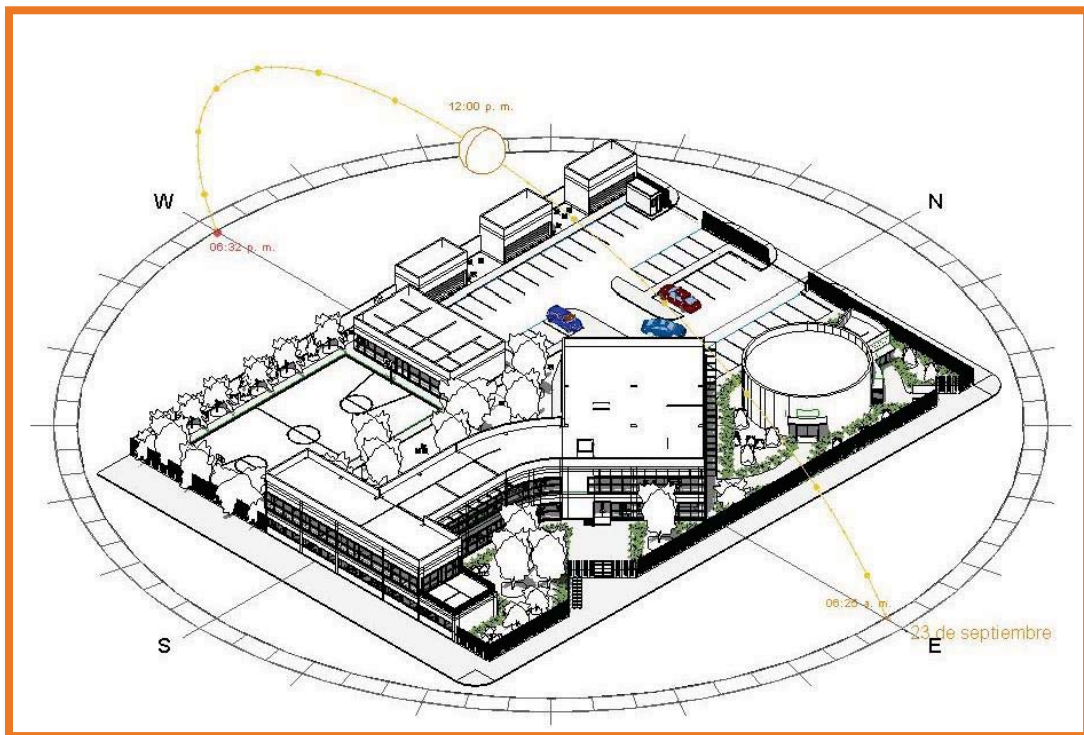 12:00 p. m.
W
N
06:32 p. m.
06:25 a. m.
23 de septiembre
S
E